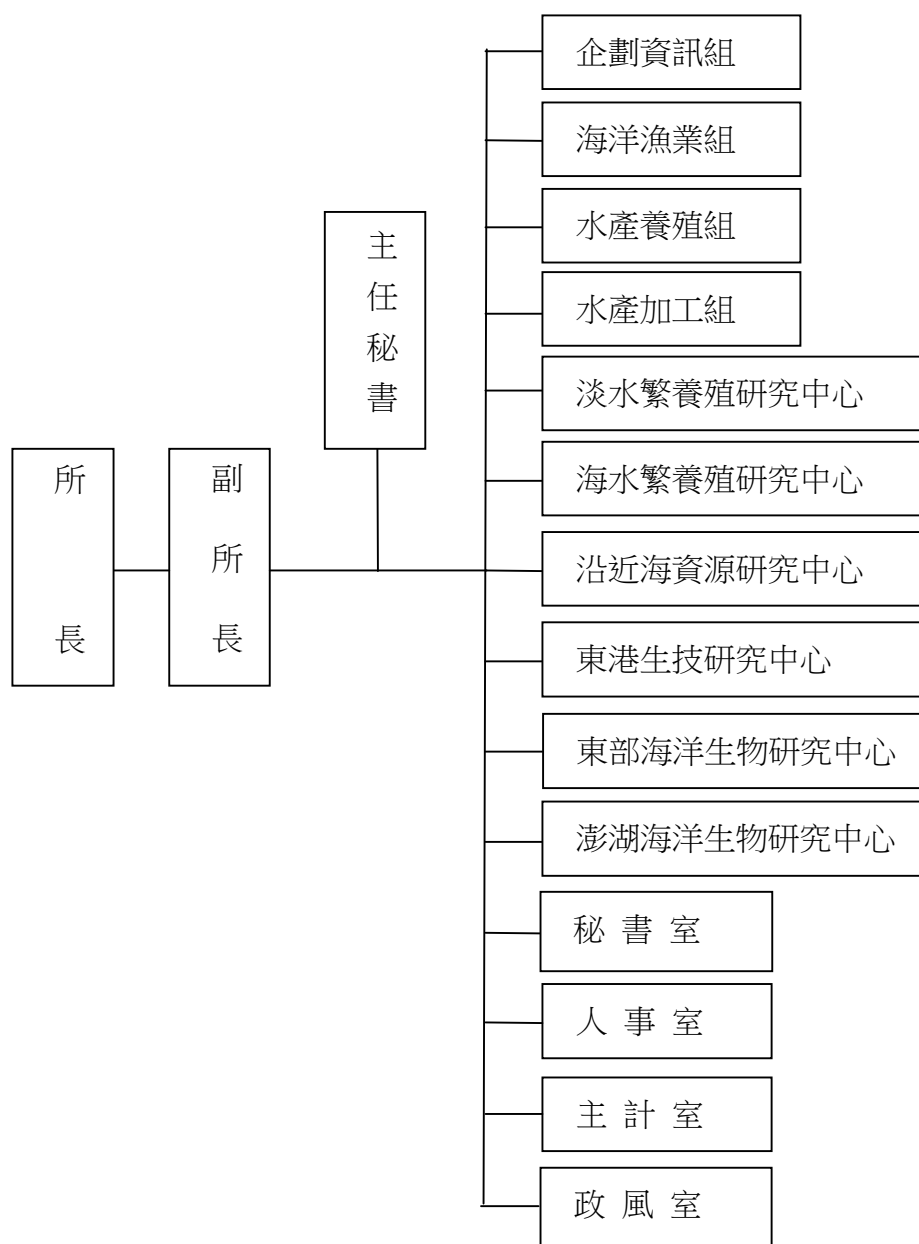 所長
副所長
主任秘書
企劃資訊組
海洋漁業組
水產養殖組
水產加工組
淡水繁養殖研究中心
海水繁養殖研究中心
沿近海資源研究中心
東港生技研究中心
東部海洋生物研究中心
澎湖海洋生物研究中心
秘書室
人事室
主計室
政風室